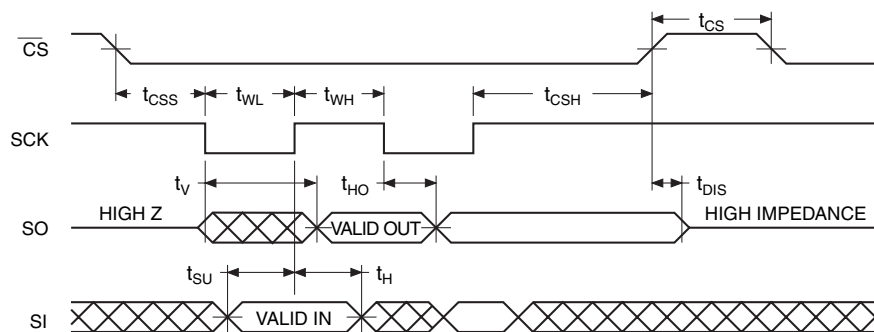 t_CS
C̅S̅
t_CSS t_WL t_WH t_CSH
SCK
t_V t_HO t_DIS
HIGH Z VALID OUT HIGH IMPEDANCE
SO
t_SU t_H
SI VALID IN